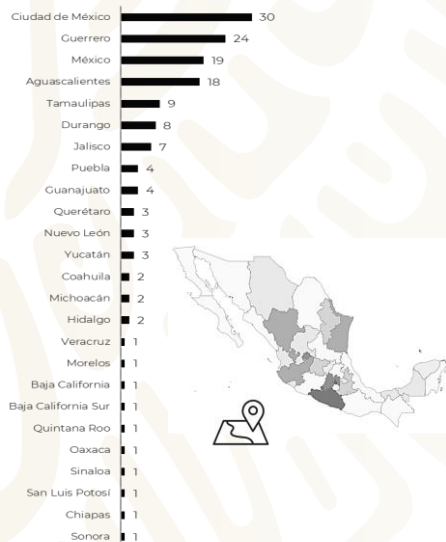 Ciudad de México 30
Guerrero 24
México 19
Aguascalientes 18
Tamaulipas 9
Durango 8
Jalisco 7
Puebla 4
Guanajuato 4
Querétaro 3
Nuevo León 3
Yucatán 3
Coahuila 2
Michoacán 2
Hidalgo 2
Veracruz 1
Morelos 1
Baja California 1
Baja California Sur 1
Quintana Roo 1
Oaxaca 1
Sinaloa 1
San Luis Potosí 1
Chiapas 1
Sonora 1